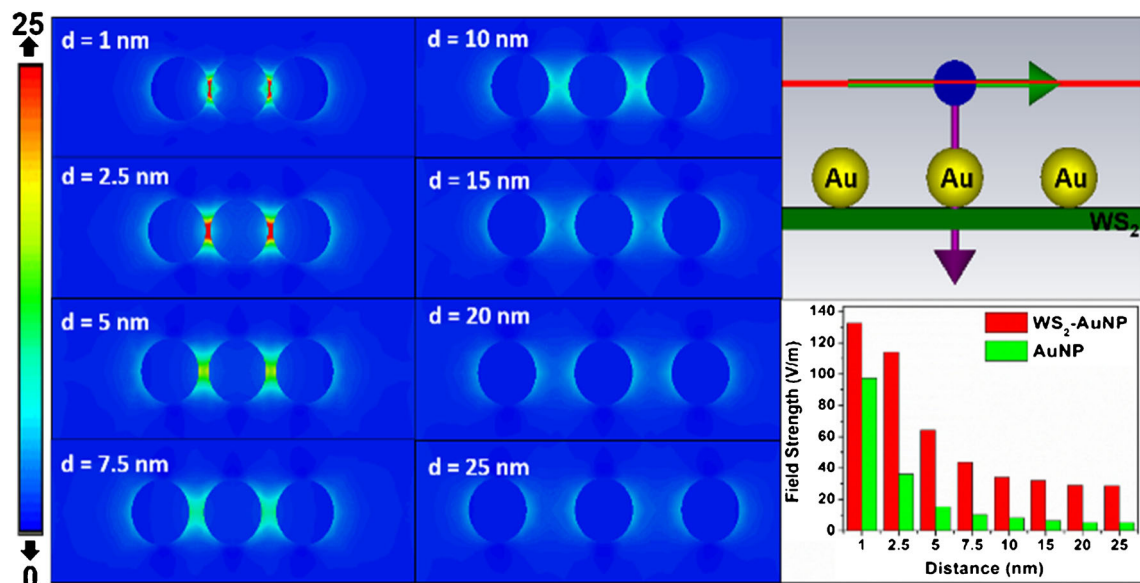 25
0
d = 1 nm
d = 2.5 nm
d = 5 nm
d = 7.5 nm
d = 10 nm
d = 15 nm
d = 20 nm
d = 25 nm
Au Au Au
WS₂
Field Strength (V/m)
140
120
100
80
60
40
20
0
WS₂-AuNP
AuNP
1 2.5 5 7.5 10 15 20 25
Distance (nm)